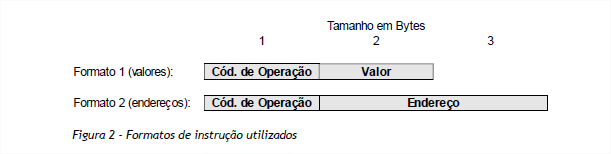 Tamanho em Bytes
1 2 3
Formato 1 (valores): Cód. de Operação Valor
Formato 2 (endereços): Cód. de Operação Endereço
Figura 2 - Formatos de instrução utilizados